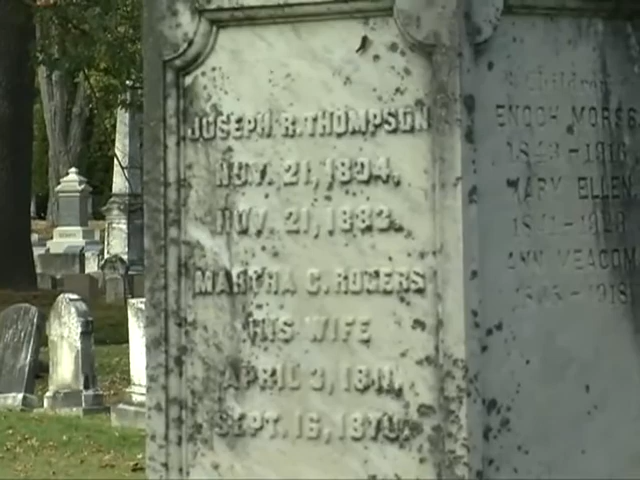 JOSEPH R. THOMPSON
NOV. 21, 1804.
NOV. 21, 1883.
MARTHA C. ROGERS
HIS WIFE
APRIL 3, 1811.
SEPT. 16,
Children
ENOCH MORSE
MARY ELLEN
ANN VEACOM